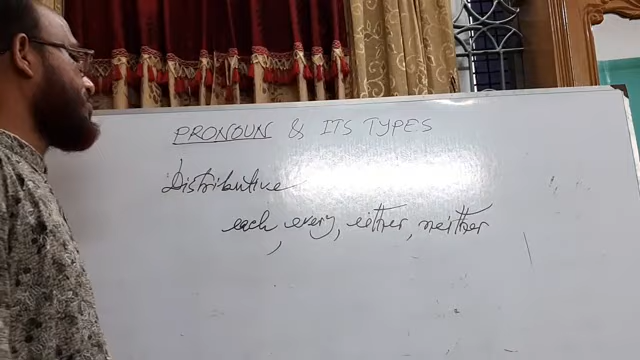 PRONOUN & ITS TYPES
Distributive
each, every, either, neither